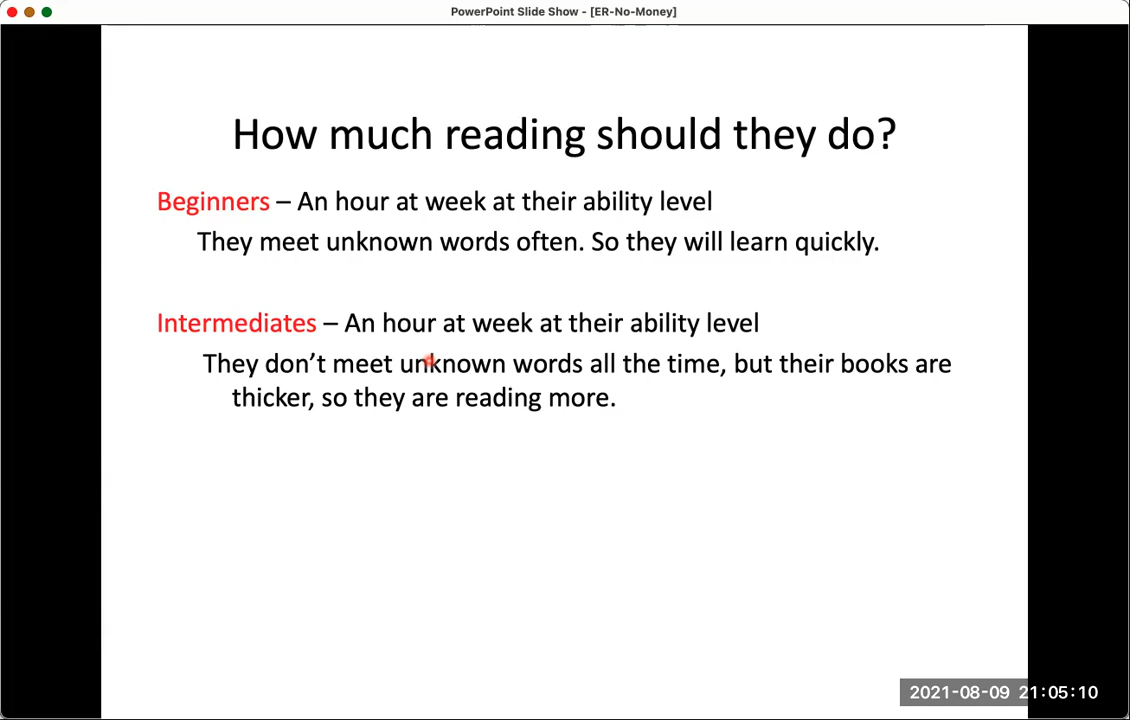 PowerPoint Slide Show - [ER-No-Money]
How much reading should they do?
Beginners – An hour at week at their ability level
They meet unknown words often. So they will learn quickly.
Intermediates – An hour at week at their ability level
They don’t meet unknown words all the time, but their books are
thicker, so they are reading more.
2021-08-09 21:05:10